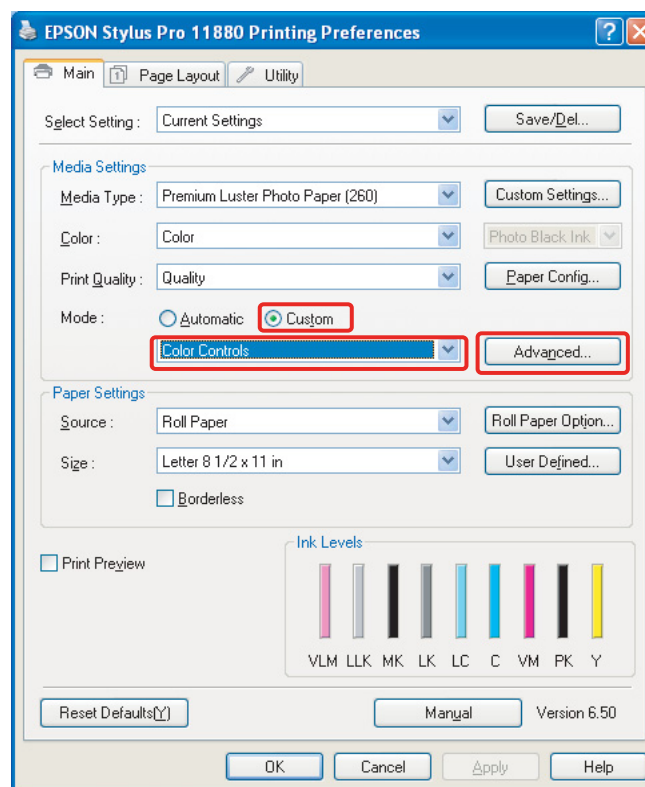 EPSON Stylus Pro 11880 Printing Preferences
Main Page Layout Utility
Select Setting : Current Settings Save/Del...
Media Settings
Media Type : Premium Luster Photo Paper (260) Custom Settings...
Color : Color Photo Black Ink
Print Quality : Quality Paper Config...
Mode : Automatic Custom
Color Controls Advanced...
Paper Settings
Source : Roll Paper Roll Paper Option...
Size : Letter 8 1/2 x 11 in User Defined...
Borderless
Ink Levels
Print Preview
VLM LLK MK LK LC C VM PK Y
Reset Defaults(Y) Manual Version 6.50
OK Cancel Apply Help